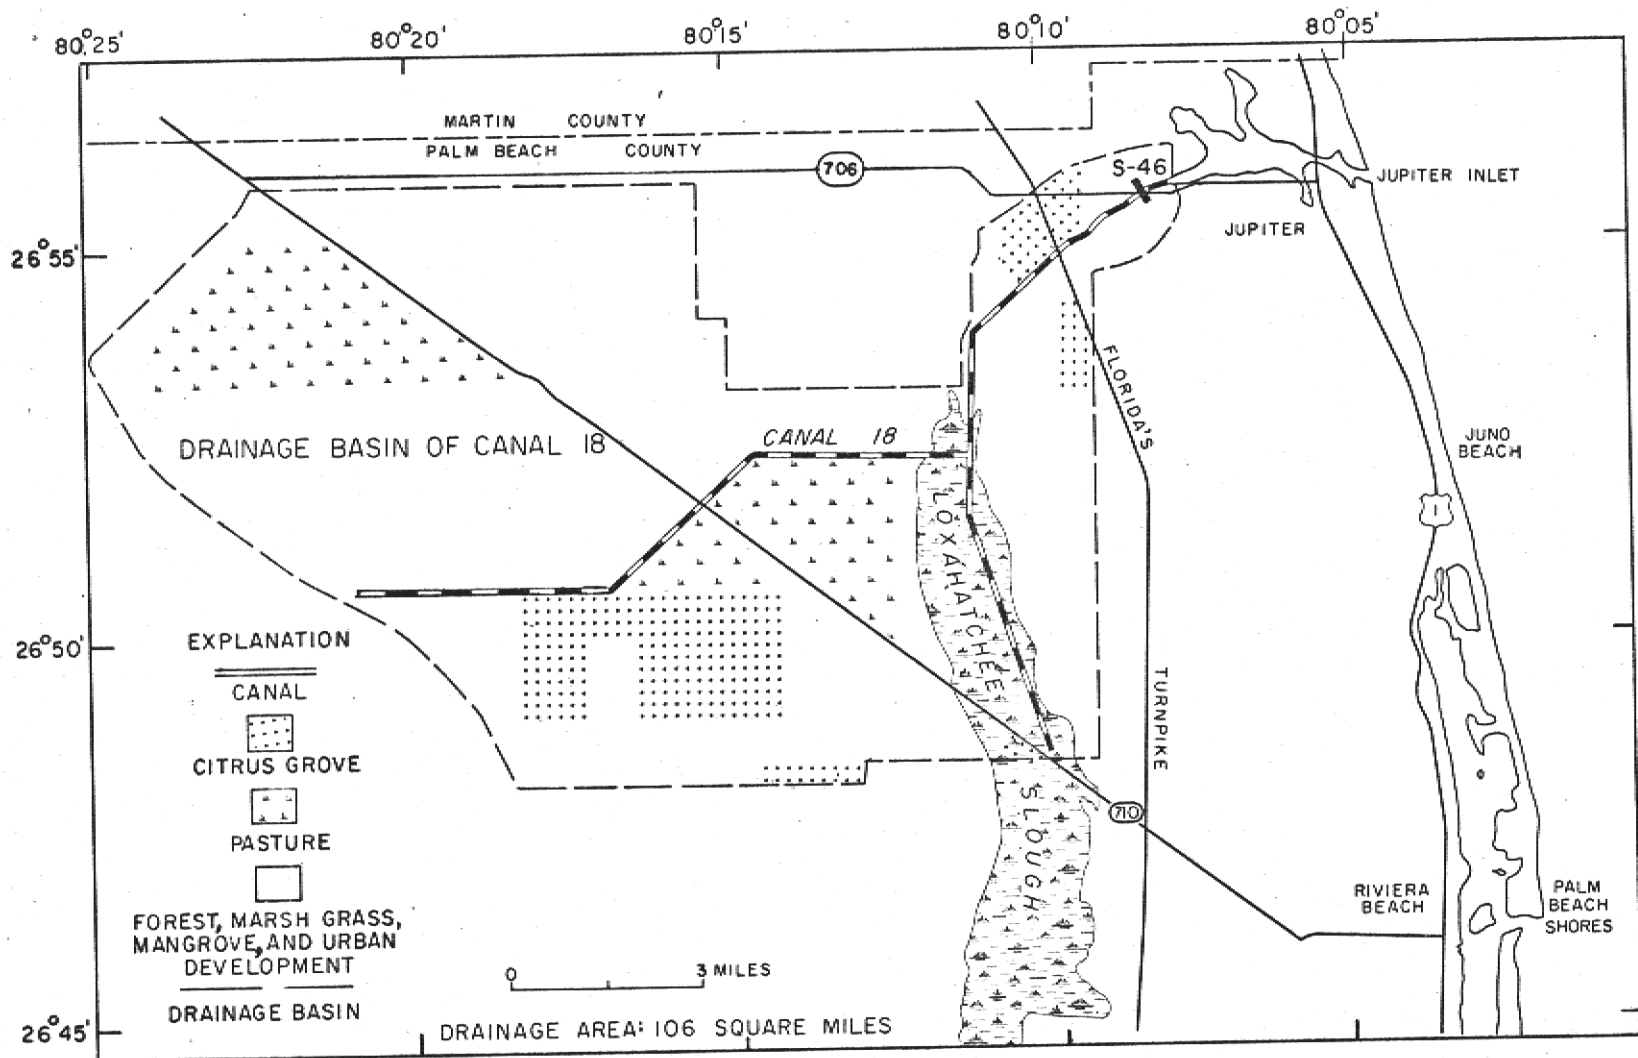 80°25'
80°20'
80°15'
80°10'
80°05'
MARTIN COUNTY
PALM BEACH COUNTY
706
S-46
JUPITER INLET
JUPITER
26°55'
FLORIDA'S
DRAINAGE BASIN OF CANAL 18
CANAL 18
JUNO
BEACH
1
LOXAHATCHEE
26°50'
EXPLANATION
CANAL
CITRUS GROVE
PASTURE
FOREST, MARSH GRASS,
MANGROVE, AND URBAN
DEVELOPMENT
DRAINAGE BASIN
TURNPIKE
SLOUGH
710
RIVIERA
BEACH
PALM
BEACH
SHORES
0 3 MILES
26°45'
DRAINAGE AREA: 106 SQUARE MILES